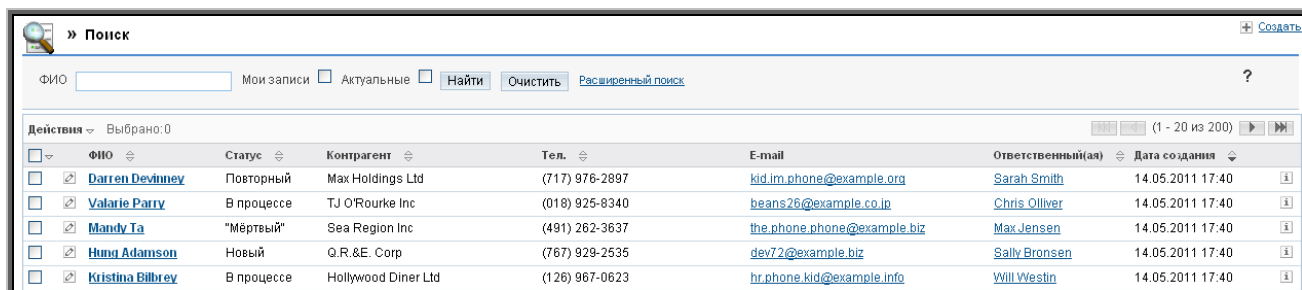 » Поиск
Создать
ФИО Мои записи Актуальные Найти Очистить Расширенный поиск ?
Действия Выбрано:0 (1 - 20 из 200)
ФИО Статус Контрагент Тел. E-mail Ответственный(ая) Дата создания
Darren Devinney Повторный Max Holdings Ltd (717) 976-2897 kid.im.phone@example.org Sarah Smith 14.05.2011 17:40
Valarie Parry В процессе TJ O'Rourke Inc (018) 925-8340 beans26@example.co.jp Chris Olliver 14.05.2011 17:40
Mandy Ta "Мёртвый" Sea Region Inc (491) 262-3637 the.phone.phone@example.biz Max Jensen 14.05.2011 17:40
Hung Adamson Новый Q.R.&E. Corp (767) 929-2535 dev72@example.biz Sally Bronsen 14.05.2011 17:40
Kristina Bilbrey В процессе Hollywood Diner Ltd (126) 967-0623 hr.phone.kid@example.info Will Westin 14.05.2011 17:40